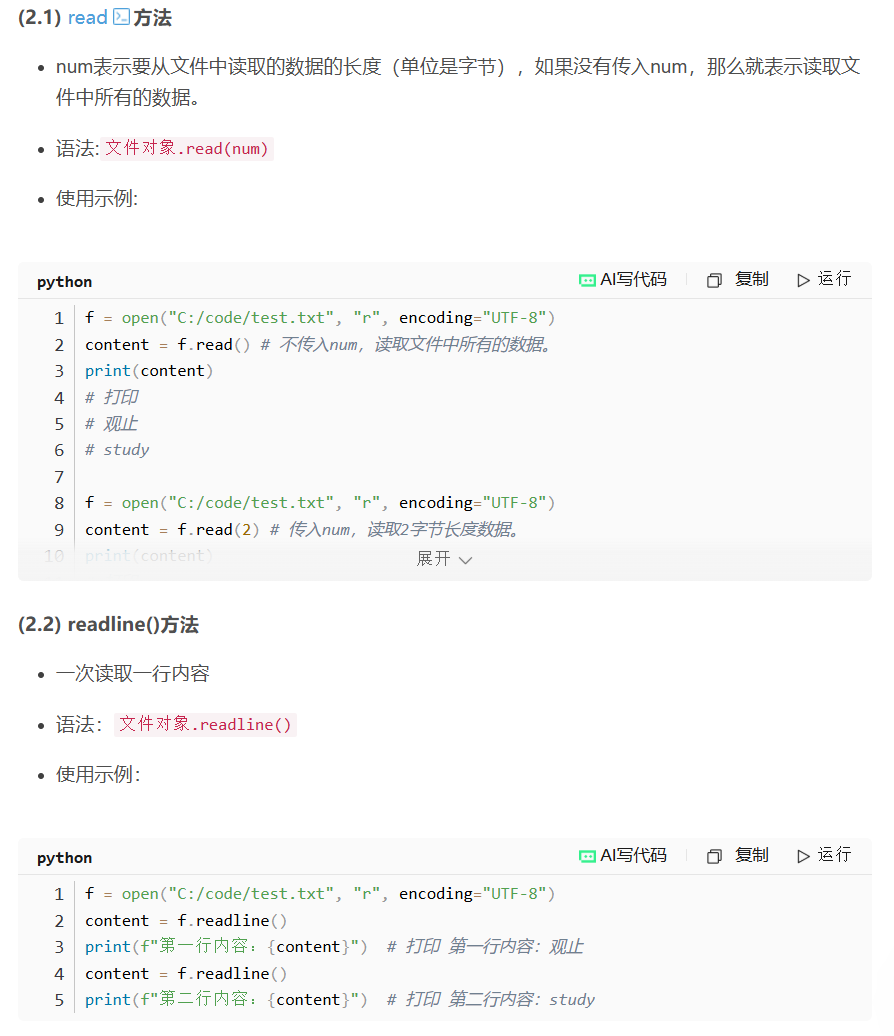 (2.1) read 方法
num表示要从文件中读取的数据的长度（单位是字节），如果没有传入num，那么就表示读取文
件中所有的数据。
语法: 文件对象.read(num)
使用示例:
python AI写代码 复制 运行
1 f = open("C:/code/test.txt", "r", encoding="UTF-8")
2 content = f.read() # 不传入num，读取文件中所有的数据。
3 print(content)
4 # 打印
5 # 观止
6 # study
7
8 f = open("C:/code/test.txt", "r", encoding="UTF-8")
9 content = f.read(2) # 传入num，读取2字节长度数据。
10 print(content)
展开
(2.2) readline()方法
一次读取一行内容
语法： 文件对象.readline()
使用示例：
python AI写代码 复制 运行
1 f = open("C:/code/test.txt", "r", encoding="UTF-8")
2 content = f.readline()
3 print(f"第一行内容：{content}") # 打印 第一行内容：观止
4 content = f.readline()
5 print(f"第二行内容：{content}") # 打印 第二行内容：study